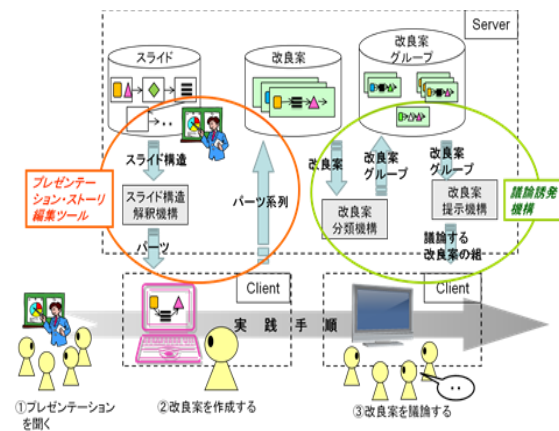 Server
スライド
改良案
改良案
グループ
スライド構造
改良案
改良案
グループ
改良案
グループ
プレゼンテー
ション・ストーリ
編集ツール
スライド構造
解釈機構
パーツ系列
改良案
分類機構
改良案
提示機構
議論誘発
機構
パーツ
議論する
改良案の組
Client
Client
実践手順
①プレゼンテーション
を聞く
②改良案を作成する
③改良案を議論する